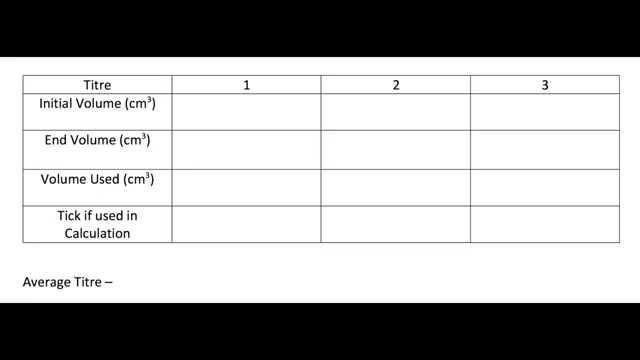 Titre 1 2 3
Initial Volume (cm³)
End Volume (cm³)
Volume Used (cm³)
Tick if used in
Calculation
Average Titre –